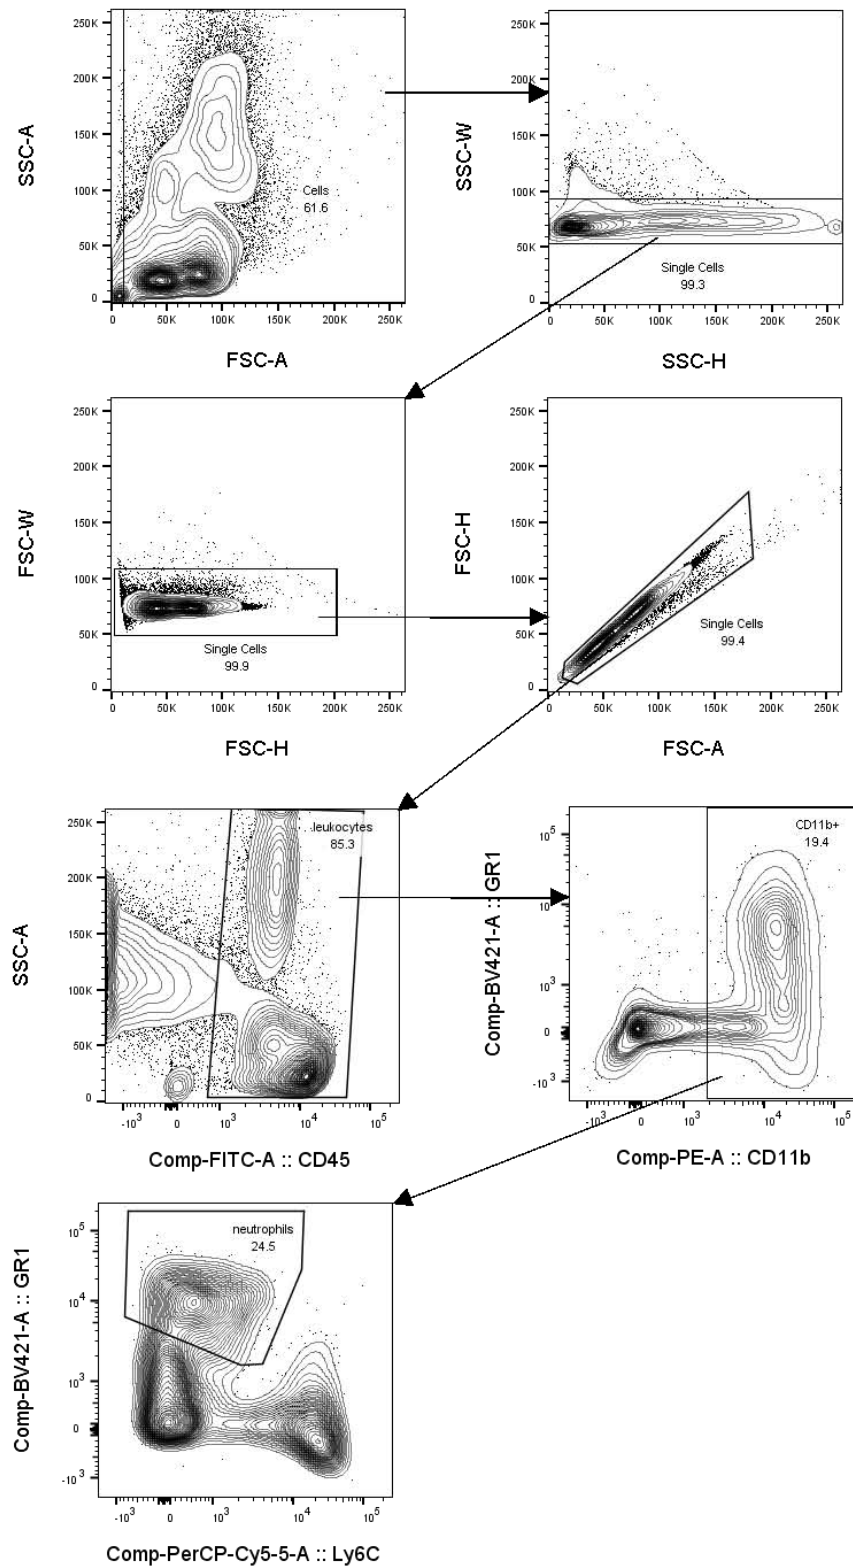 250K
200K
150K
100K
50K
0
SSC-A
Cells
61.6
0 50K 100K 150K 200K 250K
FSC-A
250K
200K
150K
100K
50K
0
SSC-W
Single Cells
99.3
0 50K 100K 150K 200K 250K
SSC-H
250K
200K
150K
100K
50K
0
FSC-W
Single Cells
99.9
0 50K 100K 150K 200K 250K
FSC-H
250K
200K
150K
100K
50K
0
FSC-H
Single Cells
99.4
0 50K 100K 150K 200K 250K
FSC-A
250K
200K
150K
100K
50K
0
SSC-A
leukocytes
85.3
-10³ 0 10³ 10⁴ 10⁵
Comp-FITC-A :: CD45
10⁵
10
10³
0
-10³
Comp-BV421-A :: GR1
CD11b+
19.4
-10³ 0 10³ 10⁴ 10⁵
Comp-PE-A :: CD11b
10⁵
10⁴
10³
0
-10³
Comp-BV421-A :: GR1
neutrophils
24.5
-10³ 0 10³ 10⁴ 10⁵
Comp-PerCP-Cy5-5-A :: Ly6C